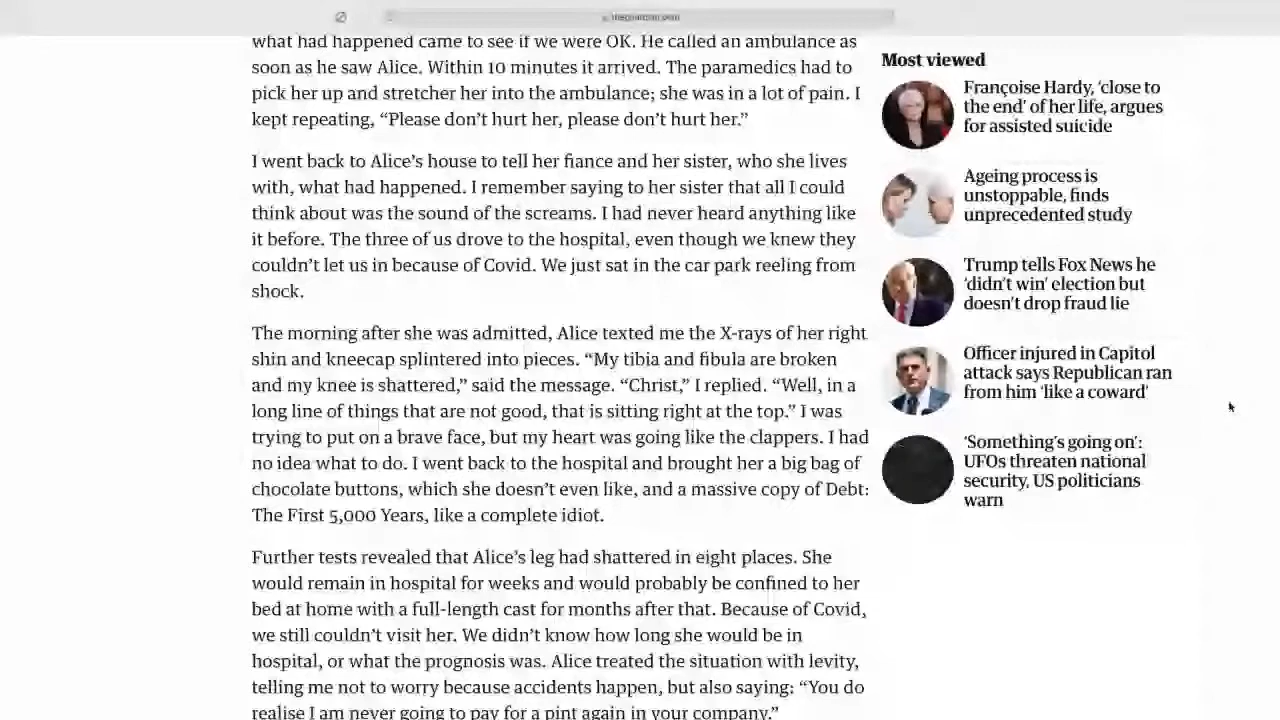 what had happened came to see if we were OK. He called an ambulance as
soon as he saw Alice. Within 10 minutes it arrived. The paramedics had to
pick her up and stretcher her into the ambulance; she was in a lot of pain. I
kept repeating, “Please don’t hurt her, please don’t hurt her.”
I went back to Alice’s house to tell her fiance and her sister, who she lives
with, what had happened. I remember saying to her sister that all I could
think about was the sound of the screams. I had never heard anything like
it before. The three of us drove to the hospital, even though we knew they
couldn’t let us in because of Covid. We just sat in the car park reeling from
shock.
The morning after she was admitted, Alice texted me the X-rays of her right
shin and kneecap splintered into pieces. “My tibia and fibula are broken
and my knee is shattered,” said the message. “Christ,” I replied. “Well, in a
long line of things that are not good, that is sitting right at the top.” I was
trying to put on a brave face, but my heart was going like the clappers. I had
no idea what to do. I went back to the hospital and brought her a big bag of
chocolate buttons, which she doesn’t even like, and a massive copy of Debt:
The First 5,000 Years, like a complete idiot.
Further tests revealed that Alice’s leg had shattered in eight places. She
would remain in hospital for weeks and would probably be confined to her
bed at home with a full-length cast for months after that. Because of Covid,
we still couldn’t visit her. We didn’t know how long she would be in
hospital, or what the prognosis was. Alice treated the situation with levity,
telling me not to worry because accidents happen, but also saying: “You do
realise I am never going to pay for a pint again in your company.”
Most viewed
Françoise Hardy, ‘close to
the end’ of her life, argues
for assisted suicide
Ageing process is
unstoppable, finds
unprecedented study
Trump tells Fox News he
‘didn’t win’ election but
doesn’t drop fraud lie
Officer injured in Capitol
attack says Republican ran
from him ‘like a coward’
‘Something’s going on’:
UFOs threaten national
security, US politicians
warn